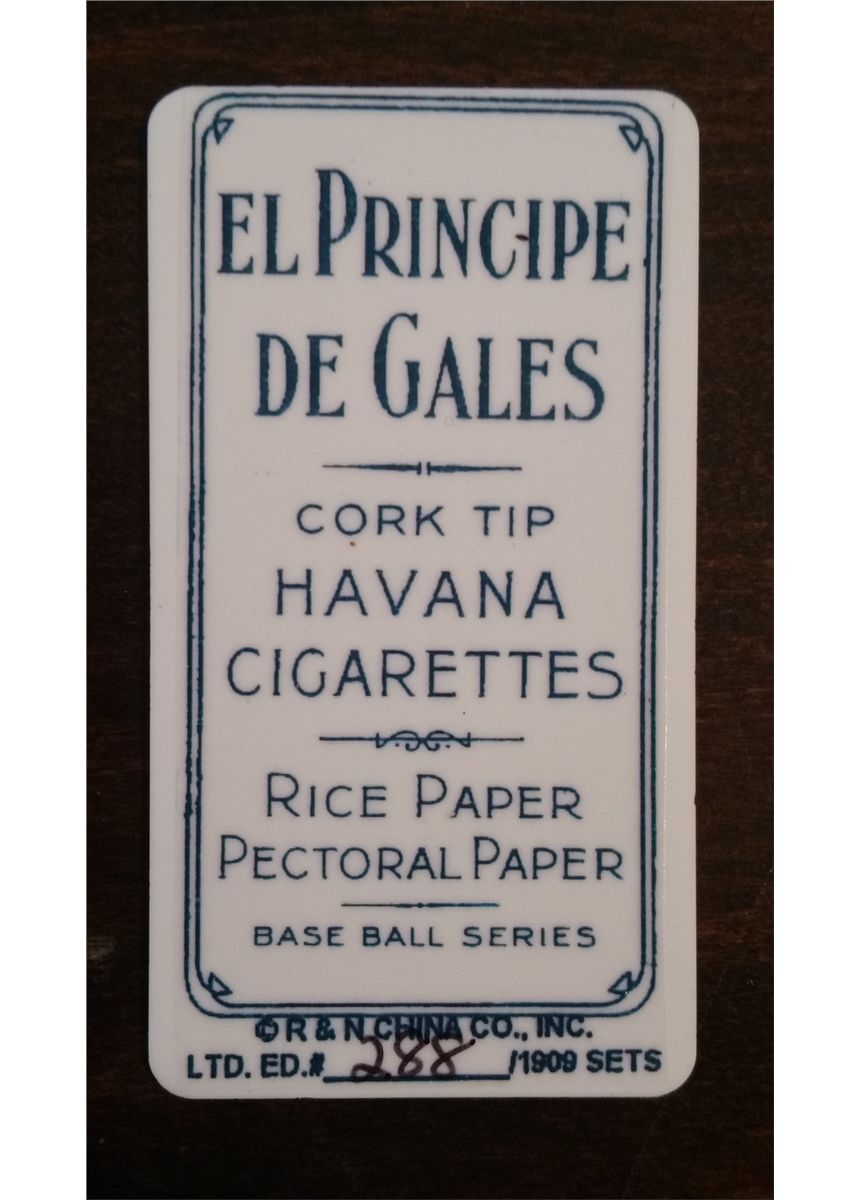 EL PRINCIPE
DE GALES
CORK TIP
HAVANA
CIGARETTES
RICE PAPER
PECTORAL PAPER
BASE BALL SERIES
© R & N CHINA CO., INC.
LTD. ED.# 288 /1909 SETS